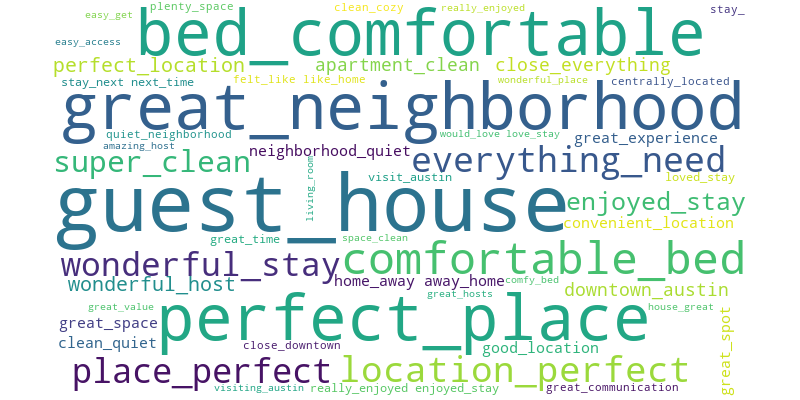 easy_get
plenty_space
clean_cozy
really_enjoyed
stay_
bed_comfortable
easy_access
perfect_location
apartment_clean
close_everything
stay_next next_time
felt_like like_home
wonderful_place
centrally_located
great_neighborhood
quiet_neighborhood
would_love love_stay
great_experience
amazing_host
neighborhood_quiet
super_clean
everything_need
living_room
visit_austin
loved_stay
guest_house
enjoyed_stay
convenient_location
great_time
space_clean
wonderful_stay
comfortable_bed
wonderful_host
home_away away_home
comfy_bed
downtown_austin
great_hosts
great_value
perfect_place
house_great
great_space
great_spot
clean_quiet
close_downtown
good_location
place_perfect
location_perfect
visiting_austin
really_enjoyed enjoyed_stay
great_communication